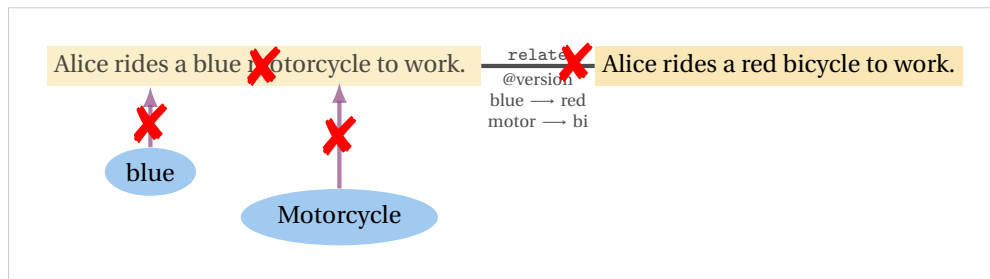 Alice rides a blue motorcycle to work.
relate
@version
blue → red
motor → bi
Alice rides a red bicycle to work.
blue
Motorcycle